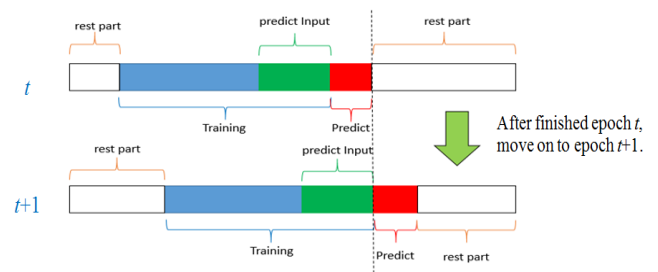 rest part
predict Input
rest part
t
Training
Predict
After finished epoch t,
move on to epoch t+1.
rest part
predict Input
t+1
Training
Predict
rest part